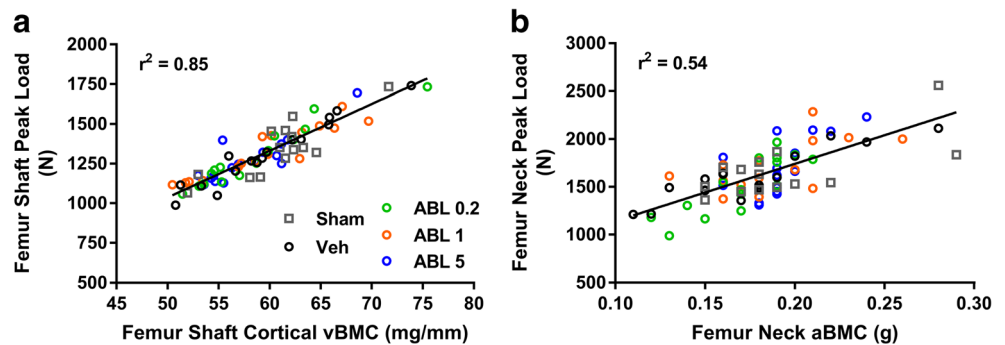 a
2000
1750
1500
1250
1000
750
500
Femur Shaft Peak Load
(N)
r² = 0.85
Sham
Veh
ABL 0.2
ABL 1
ABL 5
45 50 55 60 65 70 75 80
Femur Shaft Cortical vBMC (mg/mm)
b
3000
2500
2000
1500
1000
500
Femur Neck Peak Load
(N)
r² = 0.54
0.10 0.15 0.20 0.25 0.30
Femur Neck aBMC (g)